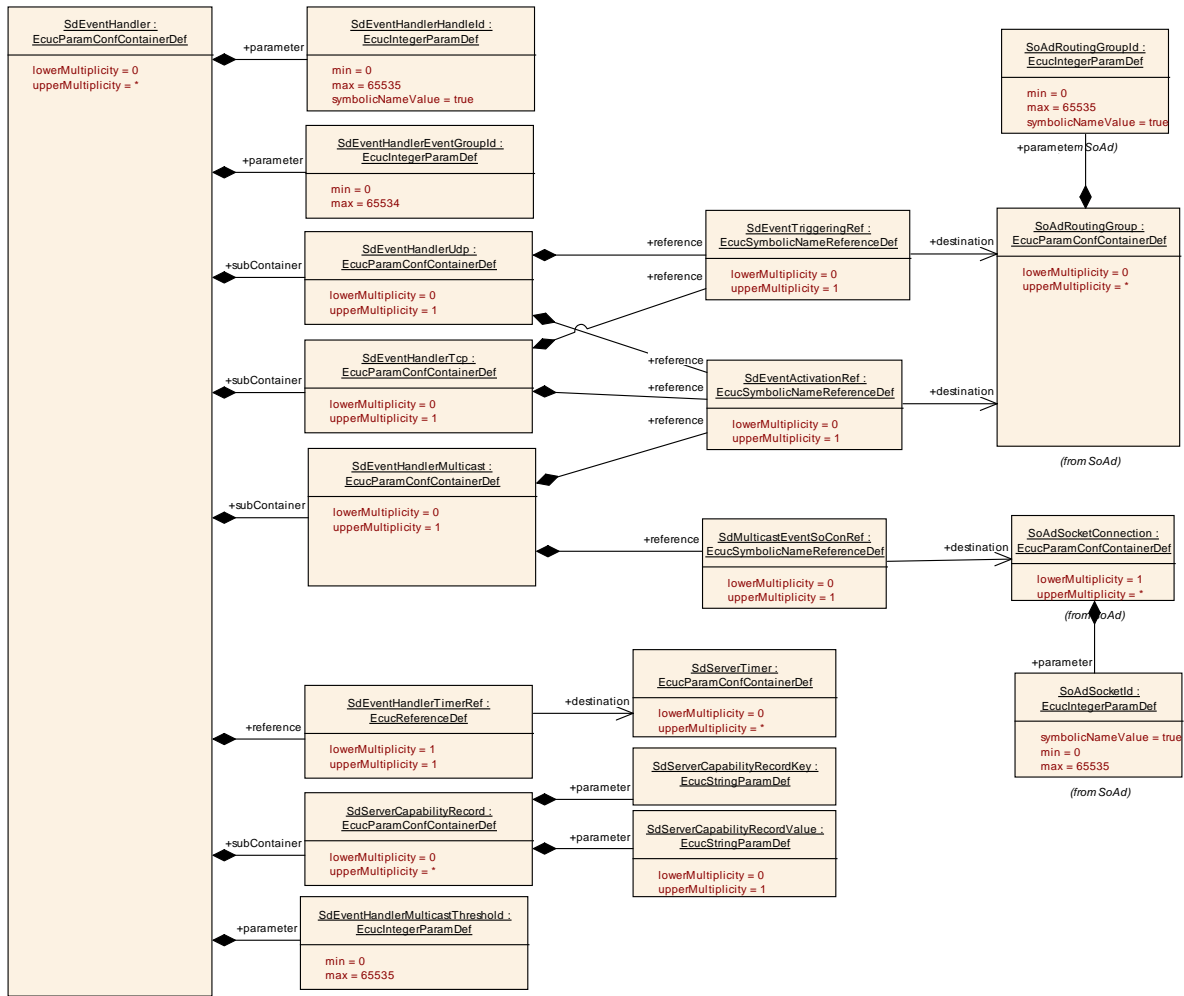 SdEventHandler :
EcucParamConfContainerDef
lowerMultiplicity = 0
upperMultiplicity = *
+parameter
SdEventHandlerHandleId :
EcucIntegerParamDef
min = 0
max = 65535
symbolicNameValue = true
+parameter
SdEventHandlerEventGroupId :
EcucIntegerParamDef
min = 0
max = 65534
+subContainer
SdEventHandlerUdp :
EcucParamConfContainerDef
lowerMultiplicity = 0
upperMultiplicity = 1
+subContainer
SdEventHandlerTcp :
EcucParamConfContainerDef
lowerMultiplicity = 0
upperMultiplicity = 1
+subContainer
SdEventHandlerMulticast :
EcucParamConfContainerDef
lowerMultiplicity = 0
upperMultiplicity = 1
+reference
+reference
SdEventTriggeringRef :
EcucSymbolicNameReferenceDef
lowerMultiplicity = 0
upperMultiplicity = 1
+destination
+reference
+reference
+reference
SdEventActivationRef :
EcucSymbolicNameReferenceDef
lowerMultiplicity = 0
upperMultiplicity = 1
+destination
SoAdRoutingGroupId :
EcucIntegerParamDef
min = 0
max = 65535
symbolicNameValue = true
+parameter
m SoAd)
SoAdRoutingGroup :
EcucParamConfContainerDef
lowerMultiplicity = 0
upperMultiplicity = *
(from SoAd)
+reference
SdMulticastEventSoConRef :
EcucSymbolicNameReferenceDef
lowerMultiplicity = 0
upperMultiplicity = 1
+destination
SoAdSocketConnection :
EcucParamConfContainerDef
lowerMultiplicity = 1
upperMultiplicity = *
(from SoAd)
+parameter
SoAdSocketId :
EcucIntegerParamDef
symbolicNameValue = true
min = 0
max = 65535
(from SoAd)
+reference
SdEventHandlerTimerRef :
EcucReferenceDef
lowerMultiplicity = 1
upperMultiplicity = 1
+destination
SdServerTimer :
EcucParamConfContainerDef
lowerMultiplicity = 0
upperMultiplicity = *
+subContainer
SdServerCapabilityRecord :
EcucParamConfContainerDef
lowerMultiplicity = 0
upperMultiplicity = *
+parameter
SdServerCapabilityRecordKey :
EcucStringParamDef
+parameter
SdServerCapabilityRecordValue :
EcucStringParamDef
lowerMultiplicity = 0
upperMultiplicity = 1
+parameter
SdEventHandlerMulticastThreshold :
EcucIntegerParamDef
min = 0
max = 65535